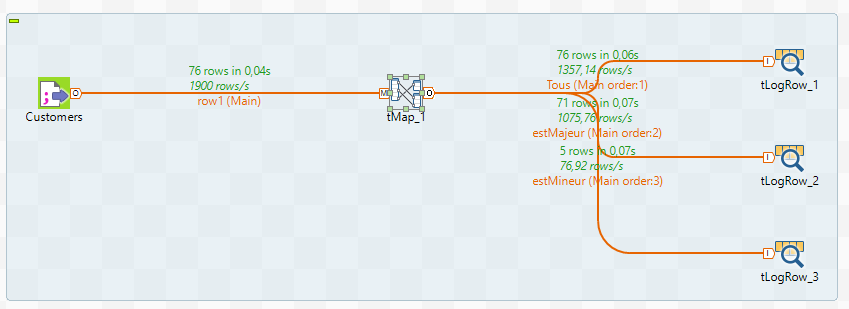 76 rows in 0,04s
1900 rows/s
row1 (Main)
Customers
O
M
O
tMap_1
76 rows in 0,06s
1357,14 rows/s
Tous (Main order:1)
71 rows in 0,07s
1075,76 rows/s
estMajeur (Main order:2)
5 rows in 0,07s
76,92 rows/s
estMineur (Main order:3)
I
tLogRow_1
I
tLogRow_2
I
tLogRow_3